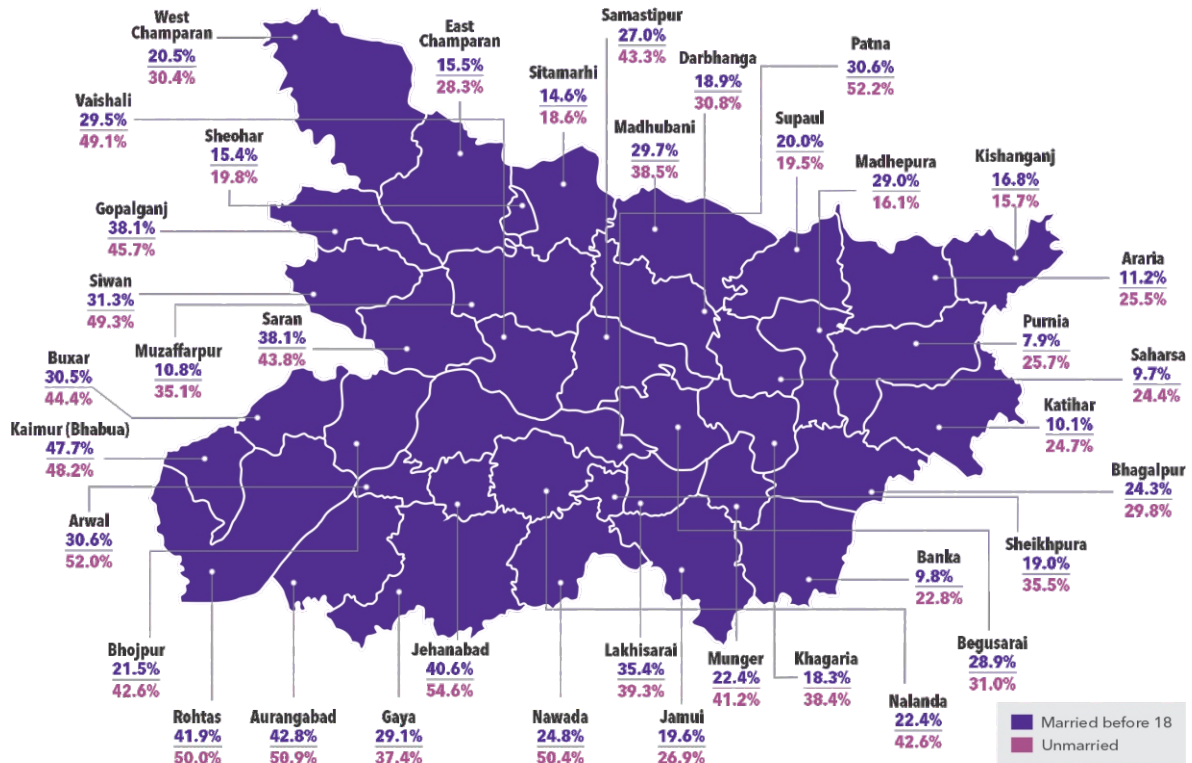 West
Champaran
20.5%
30.4%
East
Champaran
15.5%
28.3%
Sitamarhi
14.6%
18.6%
Samastipur
27.0%
43.3%
Darbhanga
18.9%
30.8%
Patna
30.6%
52.2%
Vaishali
29.5%
49.1%
Sheohar
15.4%
19.8%
Madhubani
29.7%
38.5%
Supaul
20.0%
19.5%
Madhepura
29.0%
16.1%
Kishanganj
16.8%
15.7%
Gopalganj
38.1%
45.7%
Araria
11.2%
25.5%
Siwan
31.3%
49.3%
Saran
38.1%
43.8%
Muzaffarpur
10.8%
35.1%
Purnia
7.9%
25.7%
Saharsa
9.7%
24.4%
Buxar
30.5%
44.4%
Katihar
10.1%
24.7%
Kaimur (Bhabua)
47.7%
48.2%
Bhagalpur
24.3%
29.8%
Arwal
30.6%
52.0%
Sheikhpura
19.0%
35.5%
Banka
9.8%
22.8%
Bhojpur
21.5%
42.6%
Jehanabad
40.6%
54.6%
Lakhisarai
35.4%
39.3%
Munger
22.4%
41.2%
Khagaria
18.3%
38.4%
Begusarai
28.9%
31.0%
Rohtas
41.9%
50.0%
Aurangabad
42.8%
50.9%
Gaya
29.1%
37.4%
Nawada
24.8%
50.4%
Jamui
19.6%
26.9%
Nalanda
22.4%
42.6%
Married before 18
Unmarried